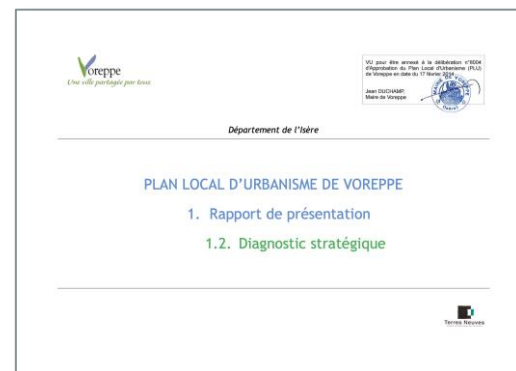 Voreppe
Une ville partagée par tous
VU pour être annexé à la délibération n°8004
d'Approbation du Plan Local d'Urbanisme (PLU)
de Voreppe en date du 17 février 2014
Jean DUCHAMP,
Maire de Voreppe
Département de l'Isère
PLAN LOCAL D'URBANISME DE VOREPPE
1. Rapport de présentation
1.2. Diagnostic stratégique
Terres Neuves